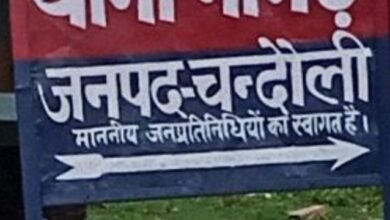 जनपद-चन्दौली
माननीय जनप्रतिनिधियों का स्वागत है।